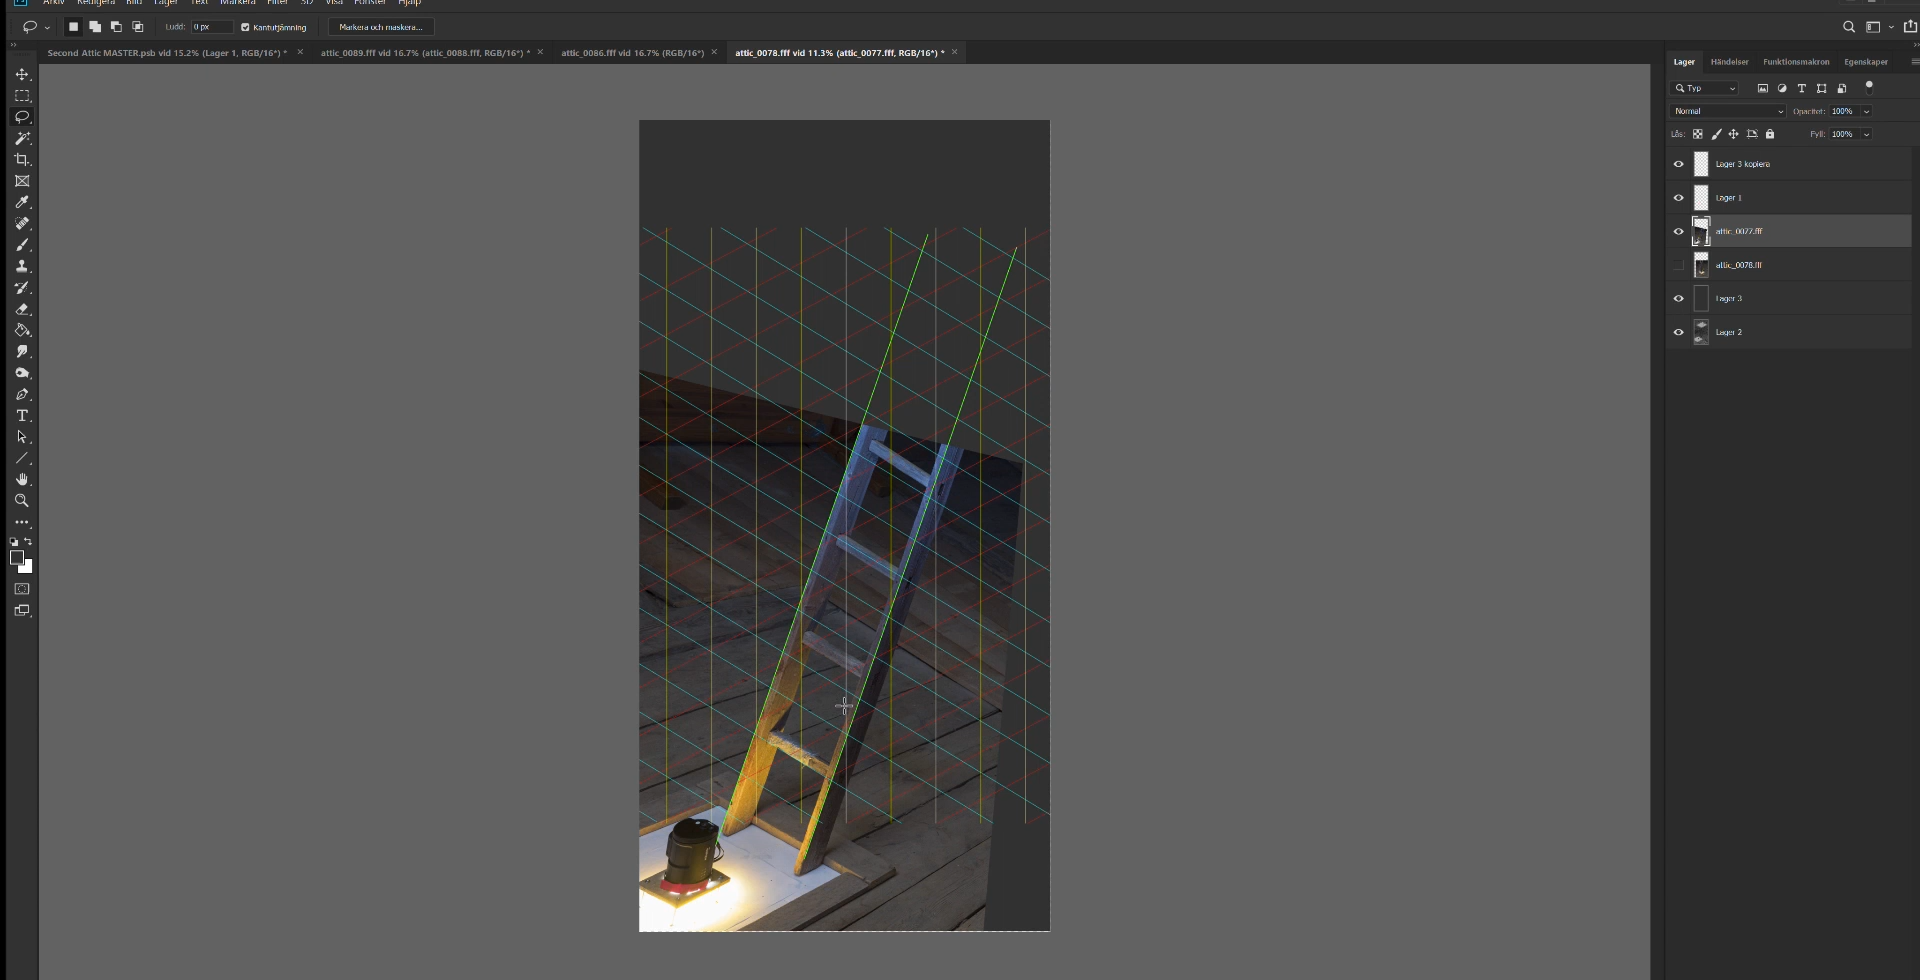 Arkiv Redigera Bild Lager Text Markera Filter 3D Visa Fönster Hjälp
Ludd: 0 px Kantutjämning Markera och maskera...
Second Attic MASTER.psb vid 15.2% (Lager 1, RGB/16*) * attic_0089.fff vid 16.7% (attic_0088.fff, RGB/16*) * attic_0086.fff vid 16.7% (RGB/16*) attic_0078.fff vid 11.3% (attic_0077.fff, RGB/16*) *
Lager Händelser Funktionsmakron Egenskaper
Typ
Normal Opacitet: 100%
Lås: Fyll: 100%
Lager 3 kopiera
Lager 1
attic_0077.fff
attic_0078.fff
Lager 3
Lager 2